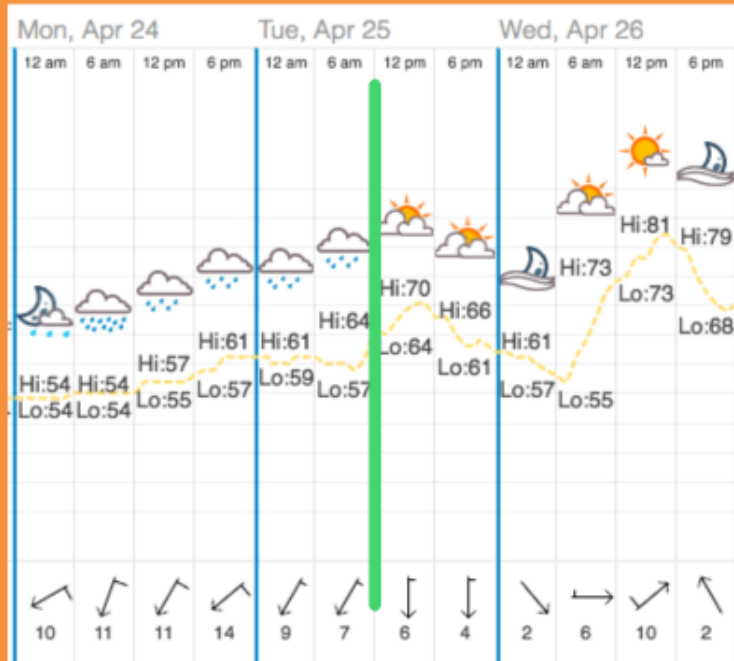 Mon, Apr 24 Tue, Apr 25 Wed, Apr 26
12 am 6 am 12 pm 6 pm 12 am 6 am 12 pm 6 pm 12 am 6 am 12 pm 6 pm
Hi:81 Hi:79
Hi:73
Hi:70 Lo:73
Hi:64 Hi:66 Lo:68
Hi:61 Hi:61 Lo:64 Hi:61
Hi:57 Lo:59 Lo:61
Hi:54 Hi:54 Lo:57 Lo:57 Lo:57 Lo:55
Lo:54 Lo:54 Lo:55
10 11 11 14 9 7 6 4 2 6 10 2